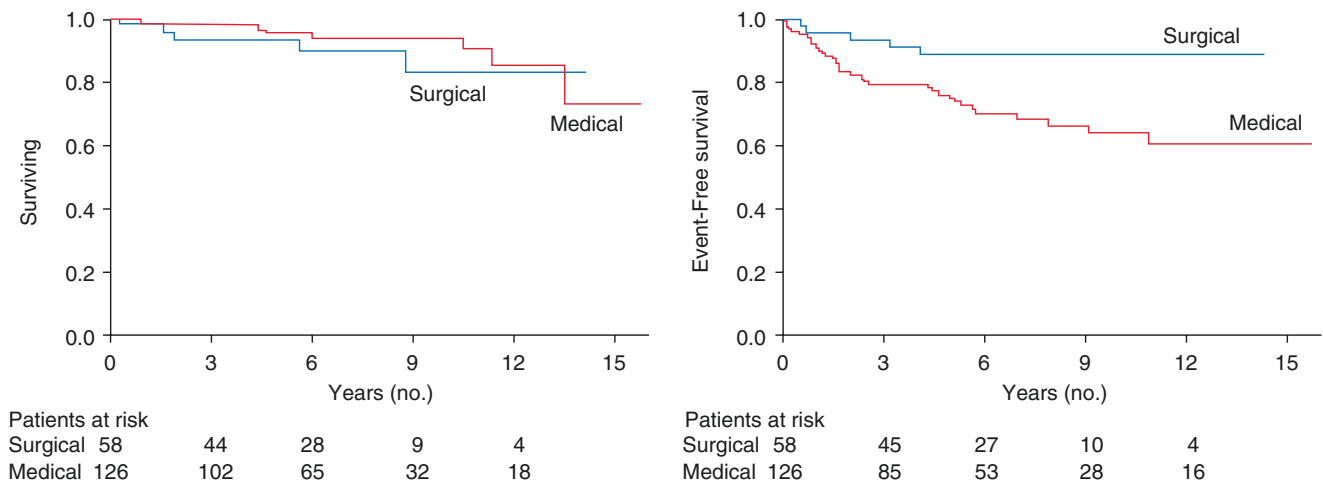 1.0
0.8
0.6
0.4
0.2
0.0
Surviving
Surgical
Medical
0 3 6 9 12 15
Years (no.)
Patients at risk
Surgical 58 44 28 9 4
Medical 126 102 65 32 18
1.0
0.8
0.6
0.4
0.2
0.0
Event-Free survival
Surgical
Medical
0 3 6 9 12 15
Years (no.)
Patients at risk
Surgical 58 45 27 10 4
Medical 126 85 53 28 16